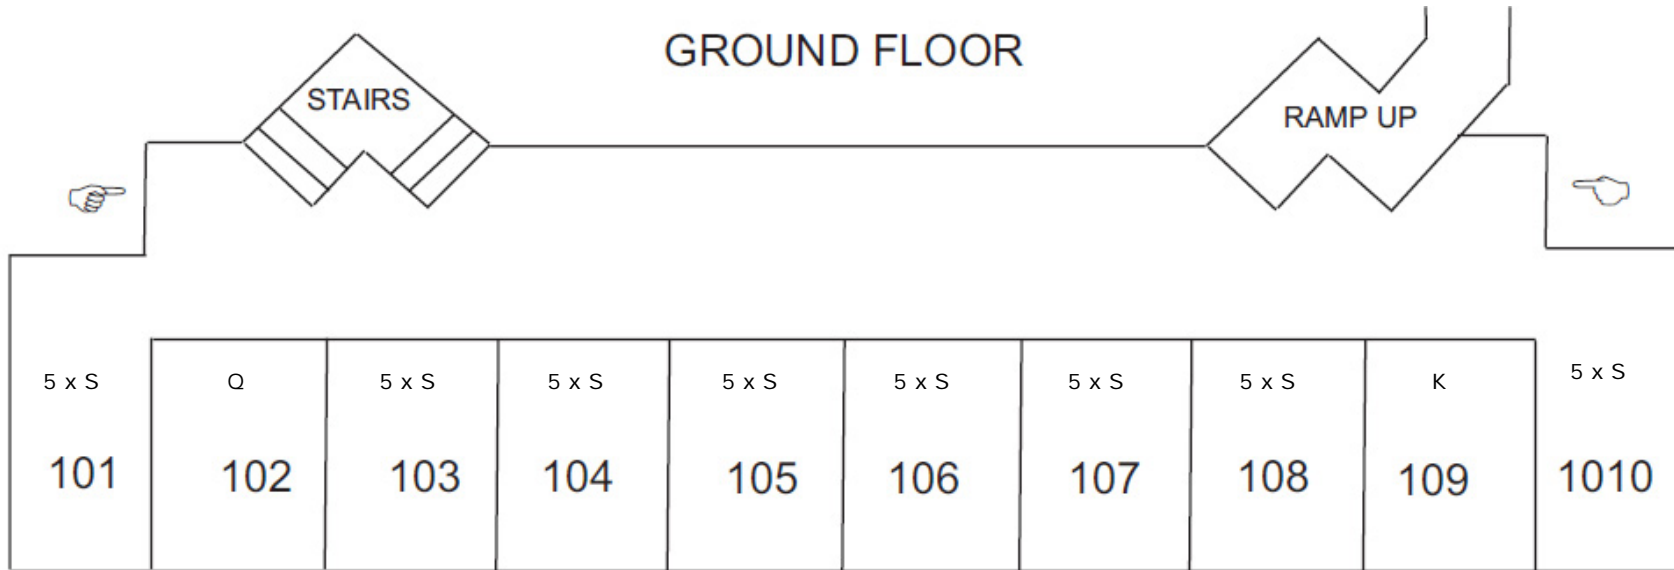 GROUND FLOOR
STAIRS
RAMP UP
5 x S
Q
5 x S
5 x S
5 x S
5 x S
5 x S
5 x S
K
5 x S
101
102
103
104
105
106
107
108
109
1010